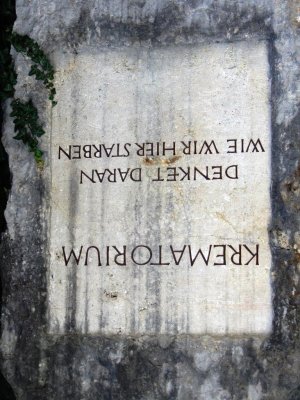 KREMATORIUM
DENKET DARAN
WIE WIR HIER STARBEN